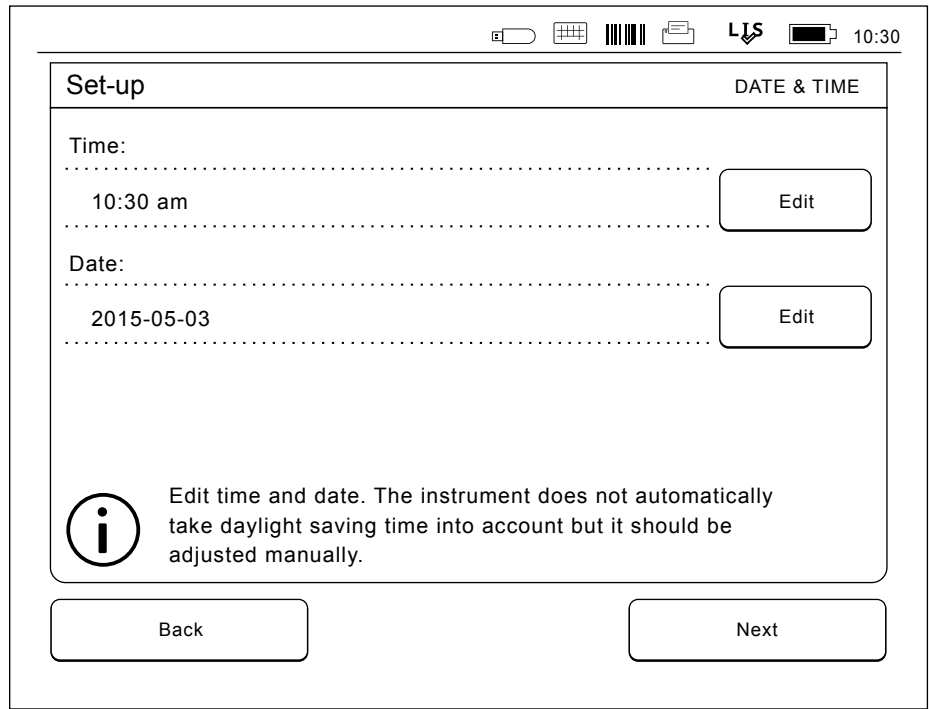 LIS 10:30
Set-up DATE & TIME
Time:
10:30 am Edit
Date:
2015-05-03 Edit
Edit time and date. The instrument does not automatically
take daylight saving time into account but it should be
adjusted manually.
Back Next